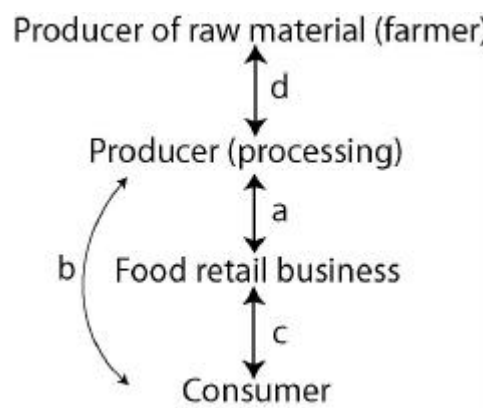 Producer of raw material (farmer)
d
Producer (processing)
a
b
Food retail business
c
Consumer